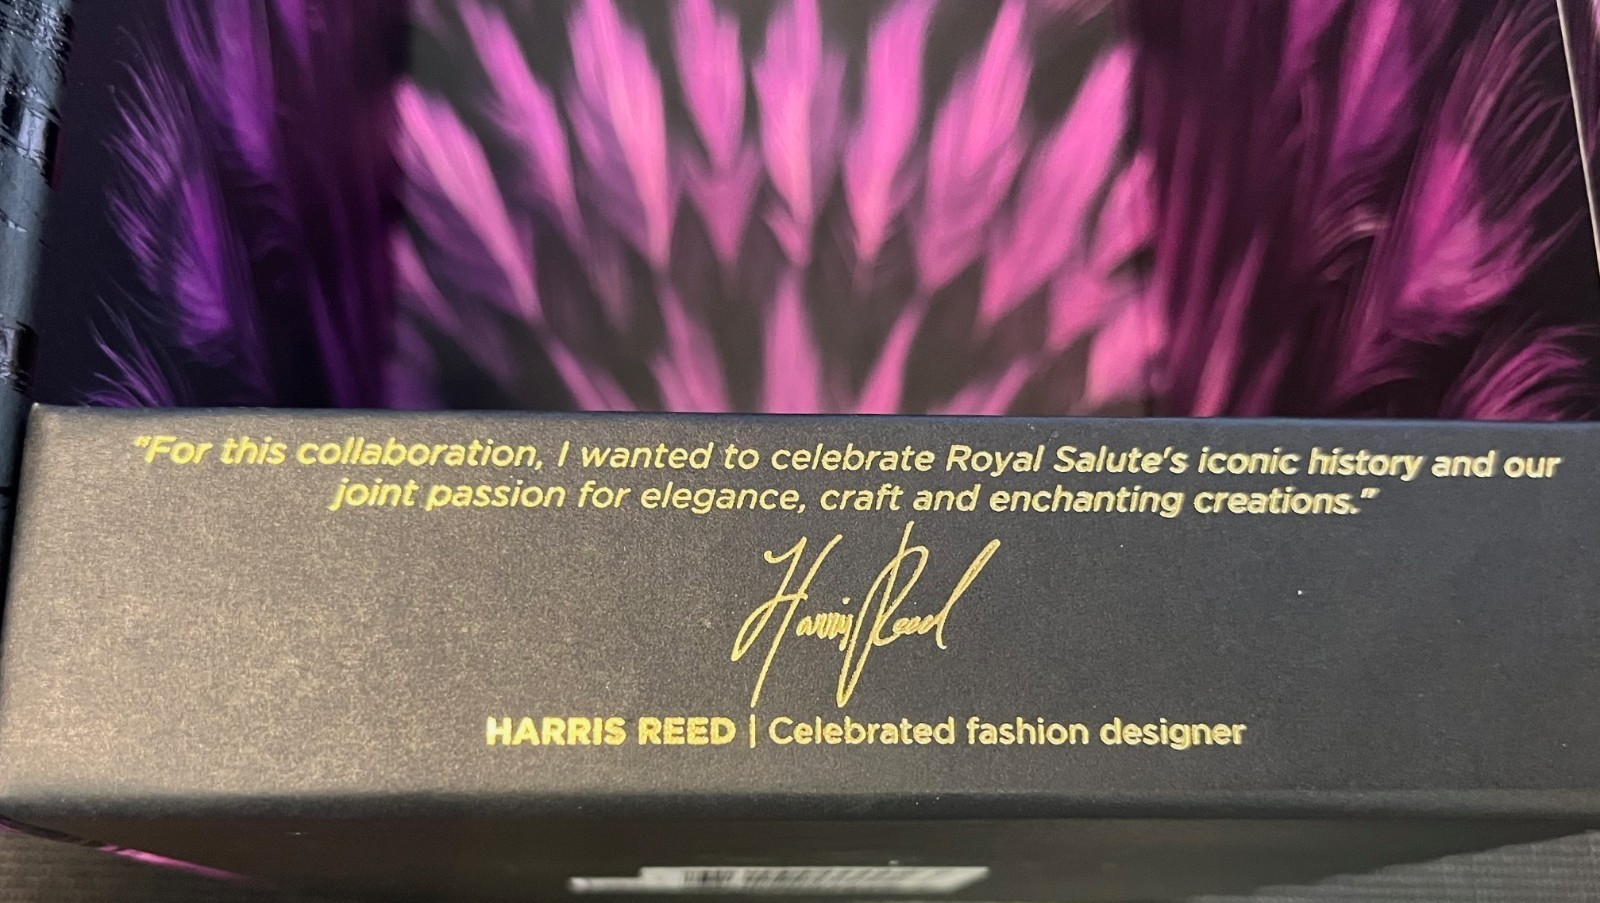 "For this collaboration, I wanted to celebrate Royal Salute's iconic history and our
joint passion for elegance, craft and enchanting creations."
Harris Reed
HARRIS REED | Celebrated fashion designer